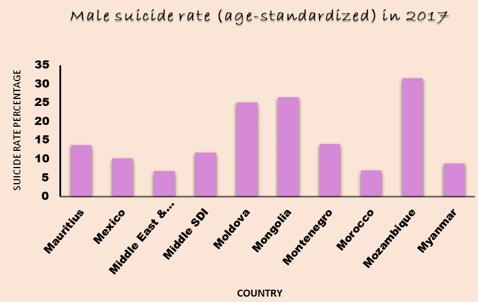 Male suicide rate (age-standardized) in 2017
SUICIDE RATE PERCENTAGE
35
30
25
20
15
10
5
0
Mauritius
Mexico
Middle East &...
Middle SDI
Moldova
Mongolia
Montenegro
Morocco
Mozambique
Myanmar
COUNTRY